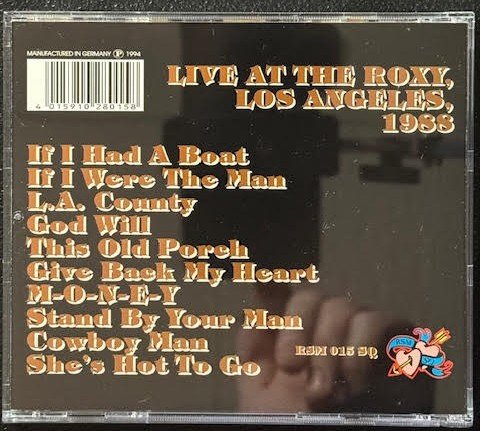 MANUFACTURED IN GERMANY ℗ 1994
4 015910 280158
LIVE AT THE ROXY,
LOS ANGELES,
1988
If I Had A Boat
If I Were The Man
L.A. County
God Will
This Old Porch
Give Back My Heart
M-O-N-E-Y
Stand By Your Man
Cowboy Man
She's Hot To Go
RSM 015 SQ
RSM